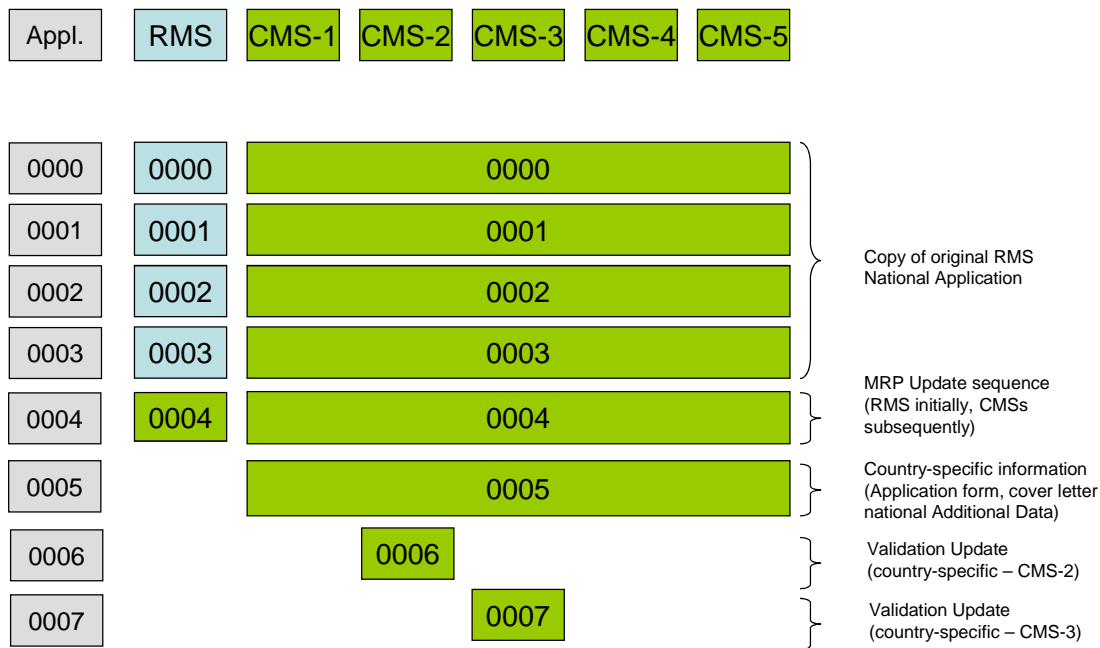 Appl. RMS CMS-1 CMS-2 CMS-3 CMS-4 CMS-5
0000 0000 0000
0001 0001 0001
0002 0002 0002
0003 0003 0003
Copy of original RMS
National Application
0004 0004 0004
MRP Update sequence
(RMS initially, CMSs
subsequently)
0005 0005
Country-specific information
(Application form, cover letter
national Additional Data)
0006 0006
Validation Update
(country-specific – CMS-2)
0007 0007
Validation Update
(country-specific – CMS-3)